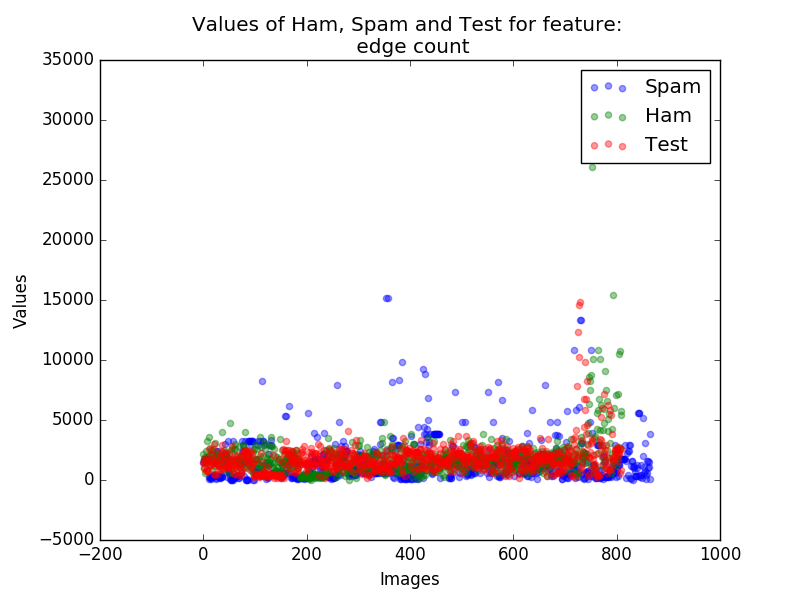 Values of Ham, Spam and Test for feature:
edge count
35000
30000
25000
20000
15000
10000
5000
0
−5000
Values
−200
0
200
400
600
800
1000
Images
Spam
Ham
Test